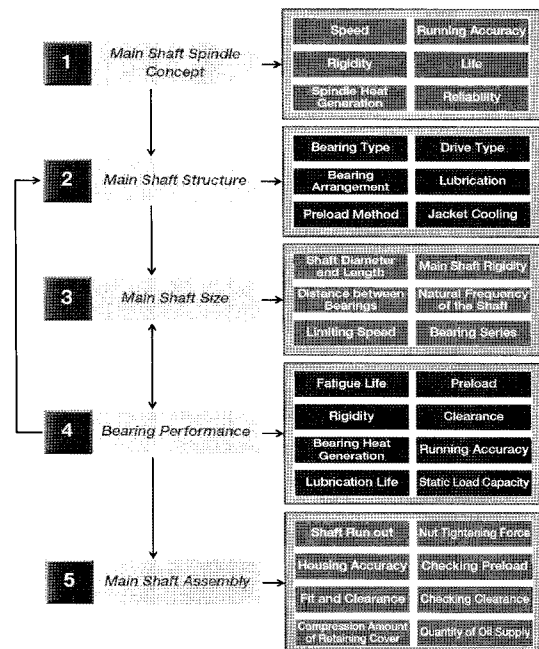 1
Main Shaft Spindle
Concept
Speed
Running Accuracy
Rigidity
Life
Spindle Heat
Generation
Reliability
2
Main Shaft Structure
Bearing Type
Drive Type
Bearing
Arrangement
Lubrication
Preload Method
Jacket Cooling
3
Main Shaft Size
Shaft Diameter
and Length
Main Shaft Rigidity
Distance between
Bearings
Natural Frequency
of the Shaft
Limiting Speed
Bearing Series
4
Bearing Performance
Fatigue Life
Preload
Rigidity
Clearance
Bearing Heat
Generation
Running Accuracy
Lubrication Life
Static Load Capacity
5
Main Shaft Assembly
Shaft Run out
Nut Tightening Force
Housing Accuracy
Checking Preload
Fit and Clearance
Checking Clearance
Compression Amount
of Retaining Cover
Quantity of Oil Supply